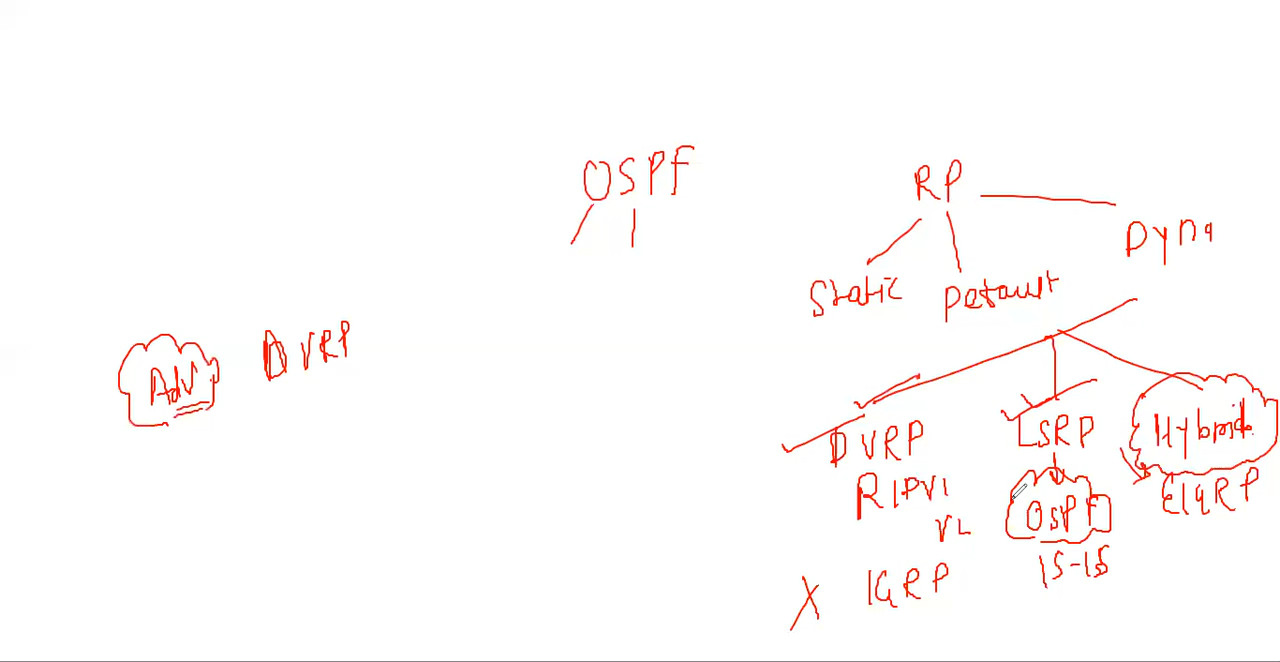 OSPF
RP
Dyna
Static Default
Adv DVRP
DVRP LSRP Hybrid
RIPV1 OSPF EIGRP
V2
IS-IS
X IGRP